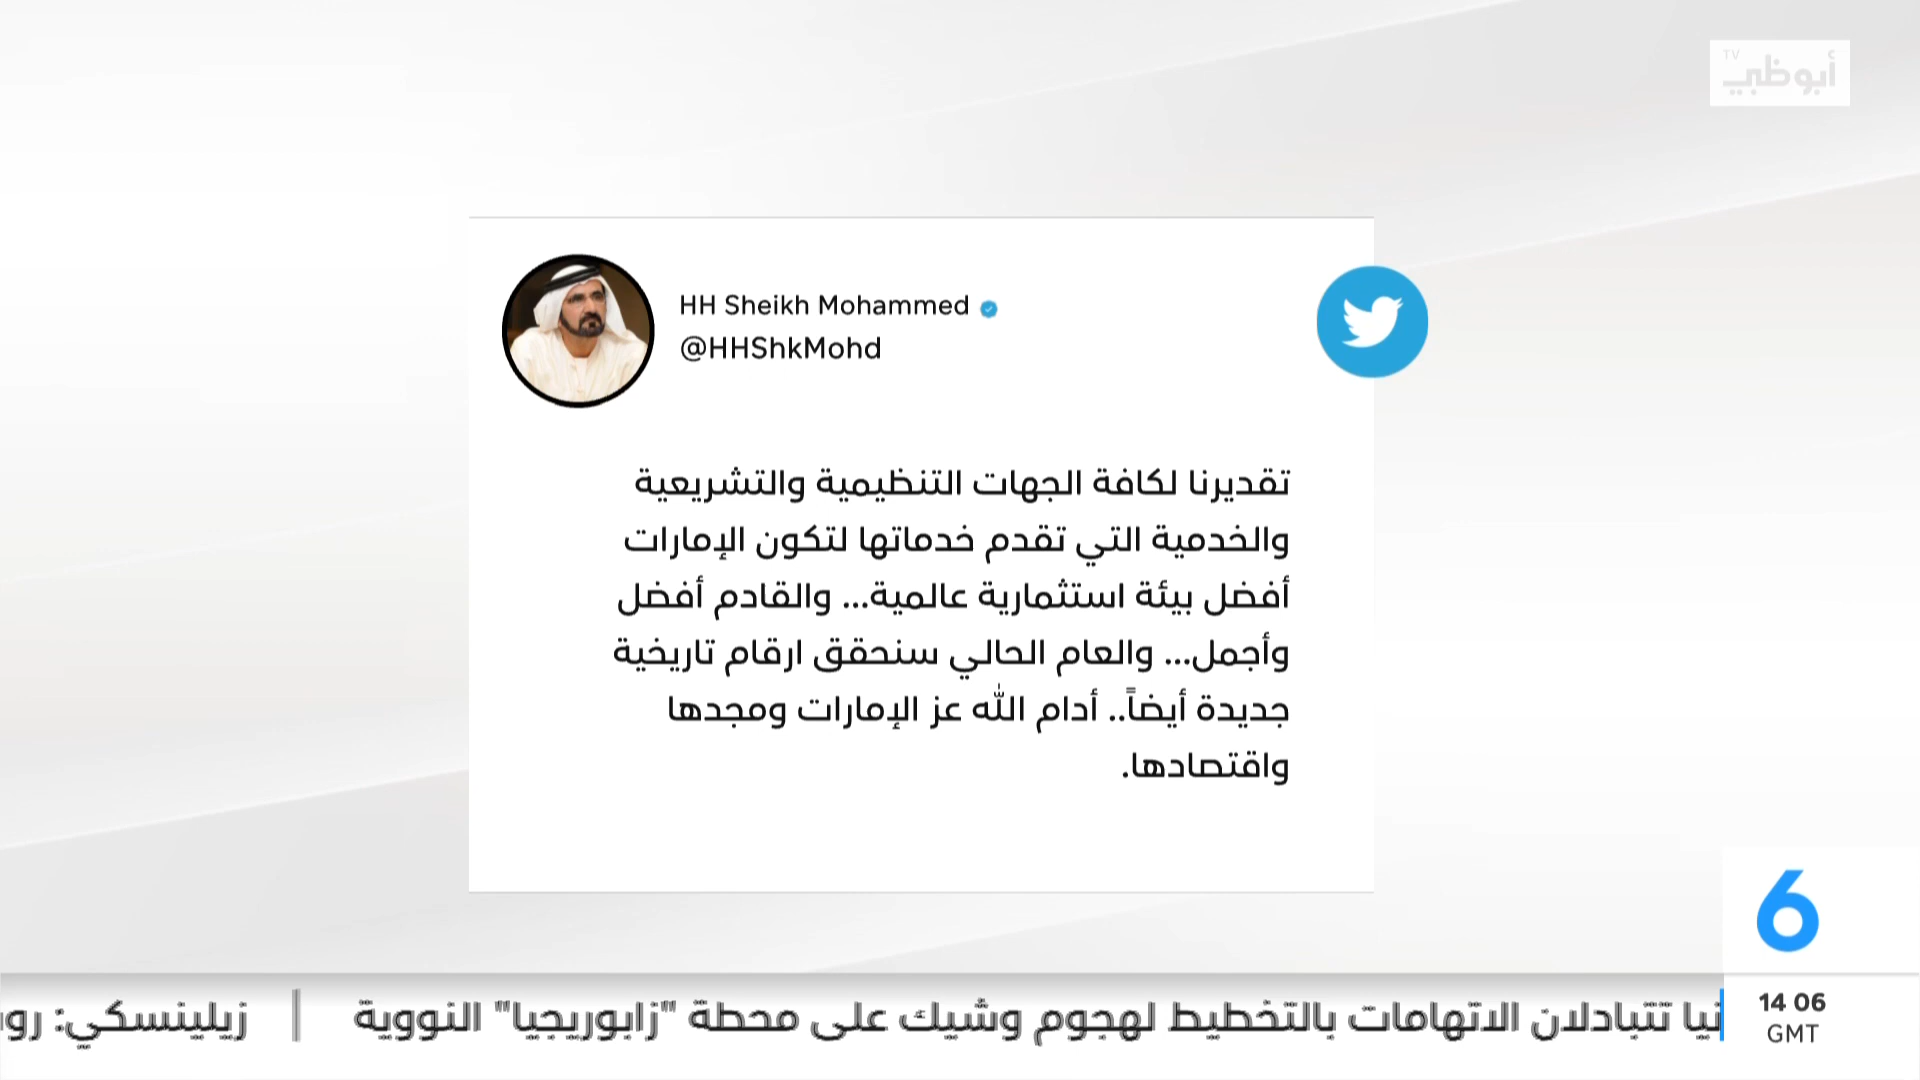 أبوظبي
TV
HH Sheikh Mohammed
@HHShkMohd
تقديرنا لكافة الجهات التنظيمية والتشريعية
والخدمية التي تقدم خدماتها لتكون الإمارات
أفضل بيئة استثمارية عالمية... والقادم أفضل
وأجمل... والعام الحالي سنحقق ارقام تاريخية
جديدة أيضاً.. أدام الله عز الإمارات ومجدها
واقتصادها.
6
نيا تتبادلان الاتهامات بالتخطيط لهجوم وشيك على محطة "زابوريجيا" النووية | زيلينسكي: رو
14 06
GMT